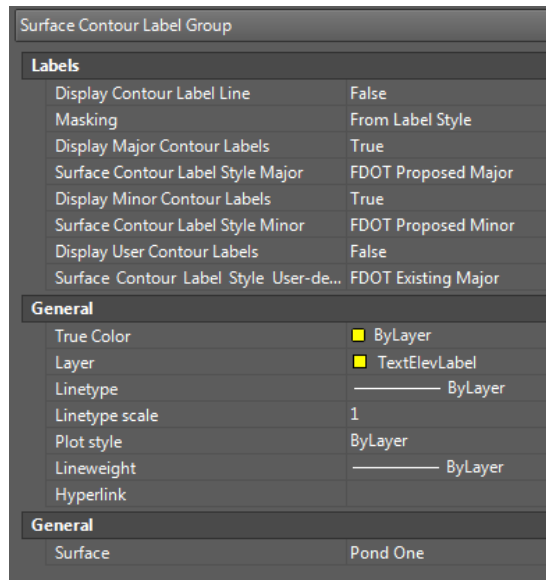 Surface Contour Label Group
Labels
Display Contour Label Line False
Masking From Label Style
Display Major Contour Labels True
Surface Contour Label Style Major FDOT Proposed Major
Display Minor Contour Labels True
Surface Contour Label Style Minor FDOT Proposed Minor
Display User Contour Labels False
Surface Contour Label Style User-de... FDOT Existing Major
General
True Color ByLayer
Layer TextElevLabel
Linetype ByLayer
Linetype scale 1
Plot style ByLayer
Lineweight ByLayer
Hyperlink
General
Surface Pond One